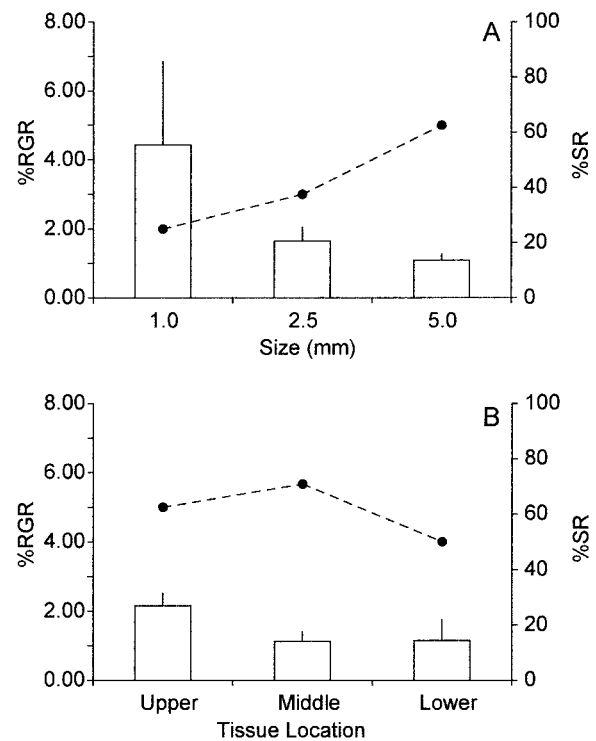 8.00 A 100
6.00 80
%RGR 60 %SR
4.00 40
2.00 20
0.00 0
1.0 2.5 5.0
Size (mm)
8.00 B 100
6.00 80
%RGR 60 %SR
4.00 40
2.00 20
0.00 0
Upper Middle Lower
Tissue Location